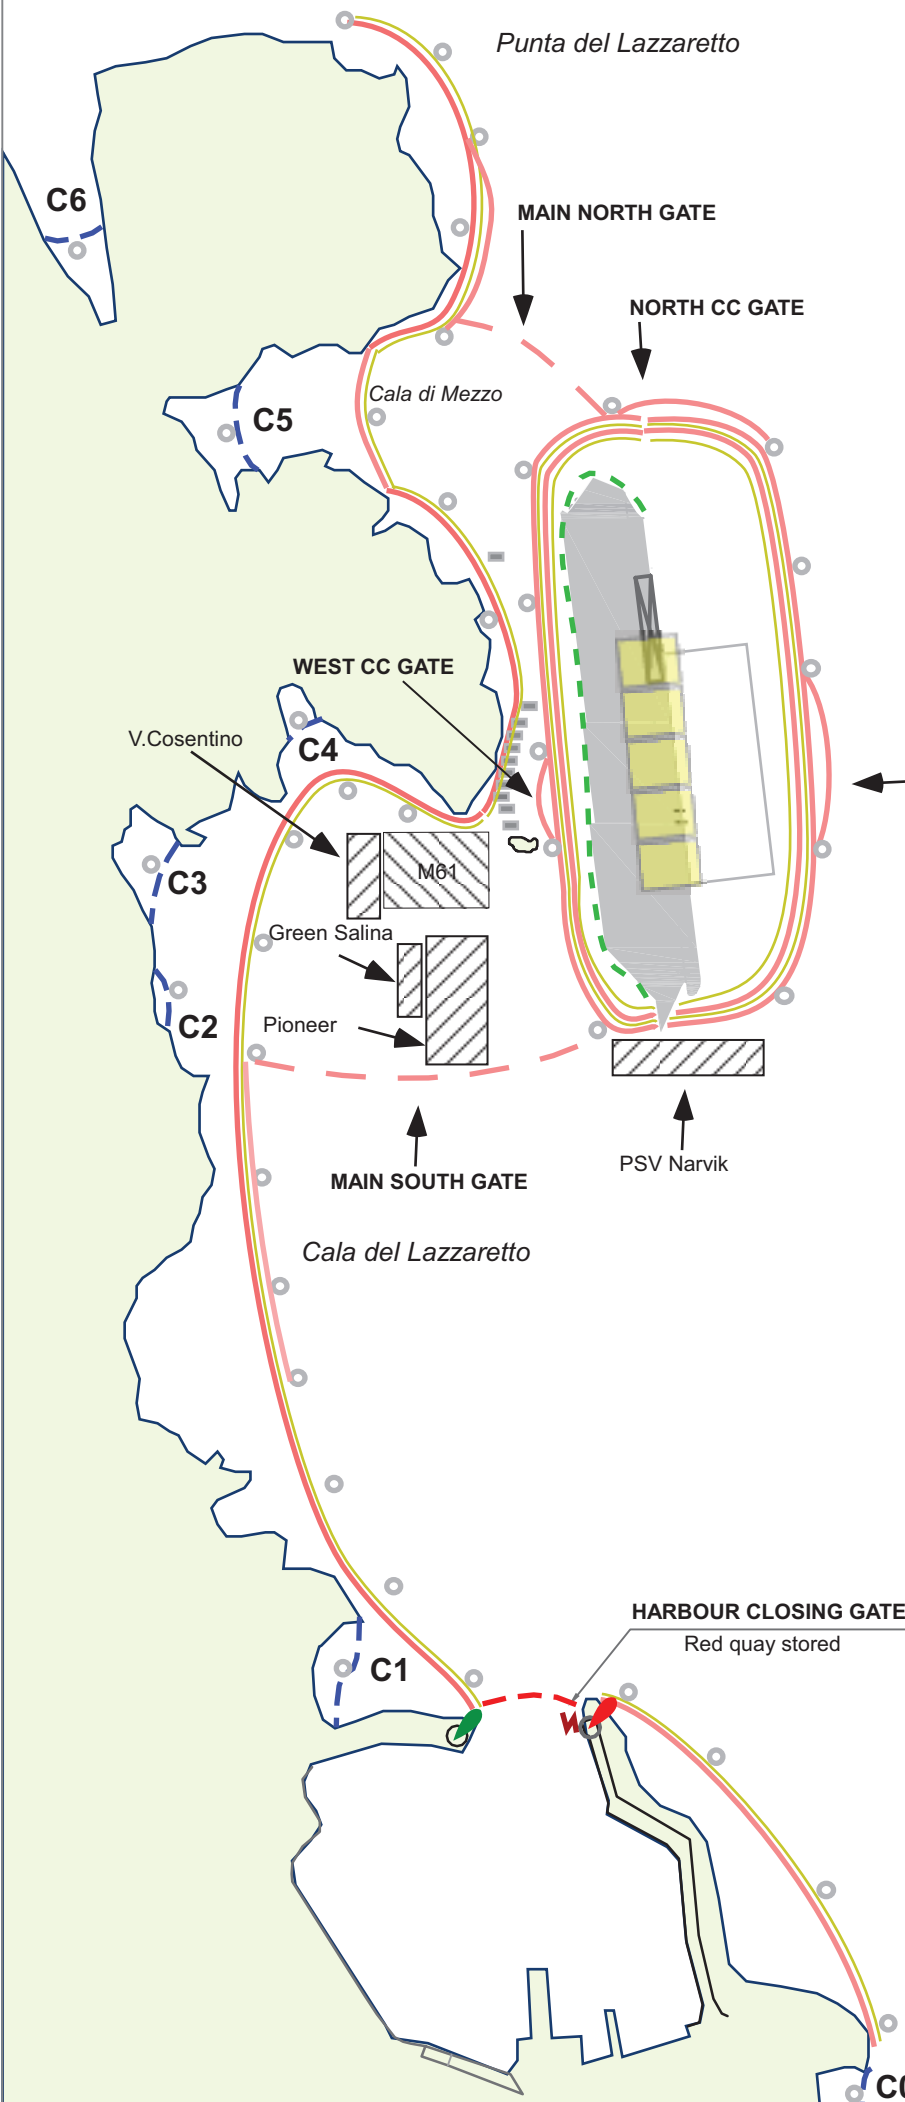 Punta del Lazzaretto
C6
MAIN NORTH GATE
NORTH CC GATE
Cala di Mezzo
C5
WEST CC GATE
V.Cosentino
C4
M61
C3
Green Salina
C2
Pioneer
PSV Narvik
MAIN SOUTH GATE
Cala del Lazzaretto
HARBOUR CLOSING GATE
Red quay stored
C1